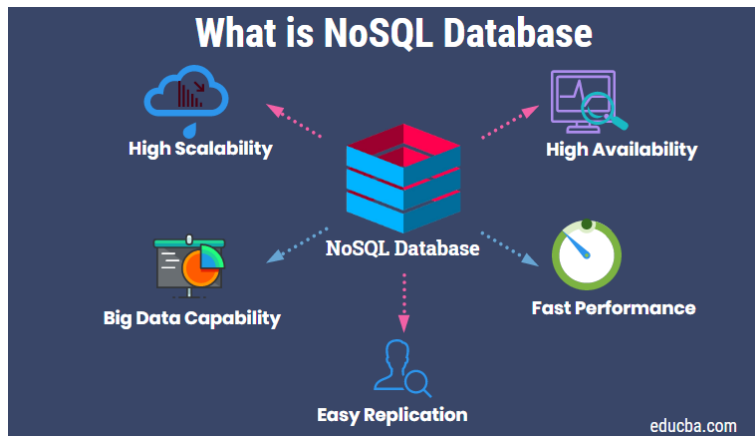 What is NoSQL Database
High Scalability
High Availability
NoSQL Database
Big Data Capability
Fast Performance
Easy Replication
educba.com